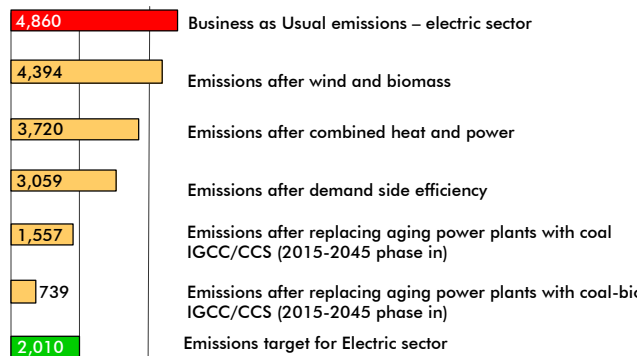 4,860 Business as Usual emissions – electric sector
4,394 Emissions after wind and biomass
3,720 Emissions after combined heat and power
3,059 Emissions after demand side efficiency
1,557 Emissions after replacing aging power plants with coal
IGCC/CCS (2015-2045 phase in)
739 Emissions after replacing aging power plants with coal-bio
IGCC/CCS (2015-2045 phase in)
2,010 Emissions target for Electric sector